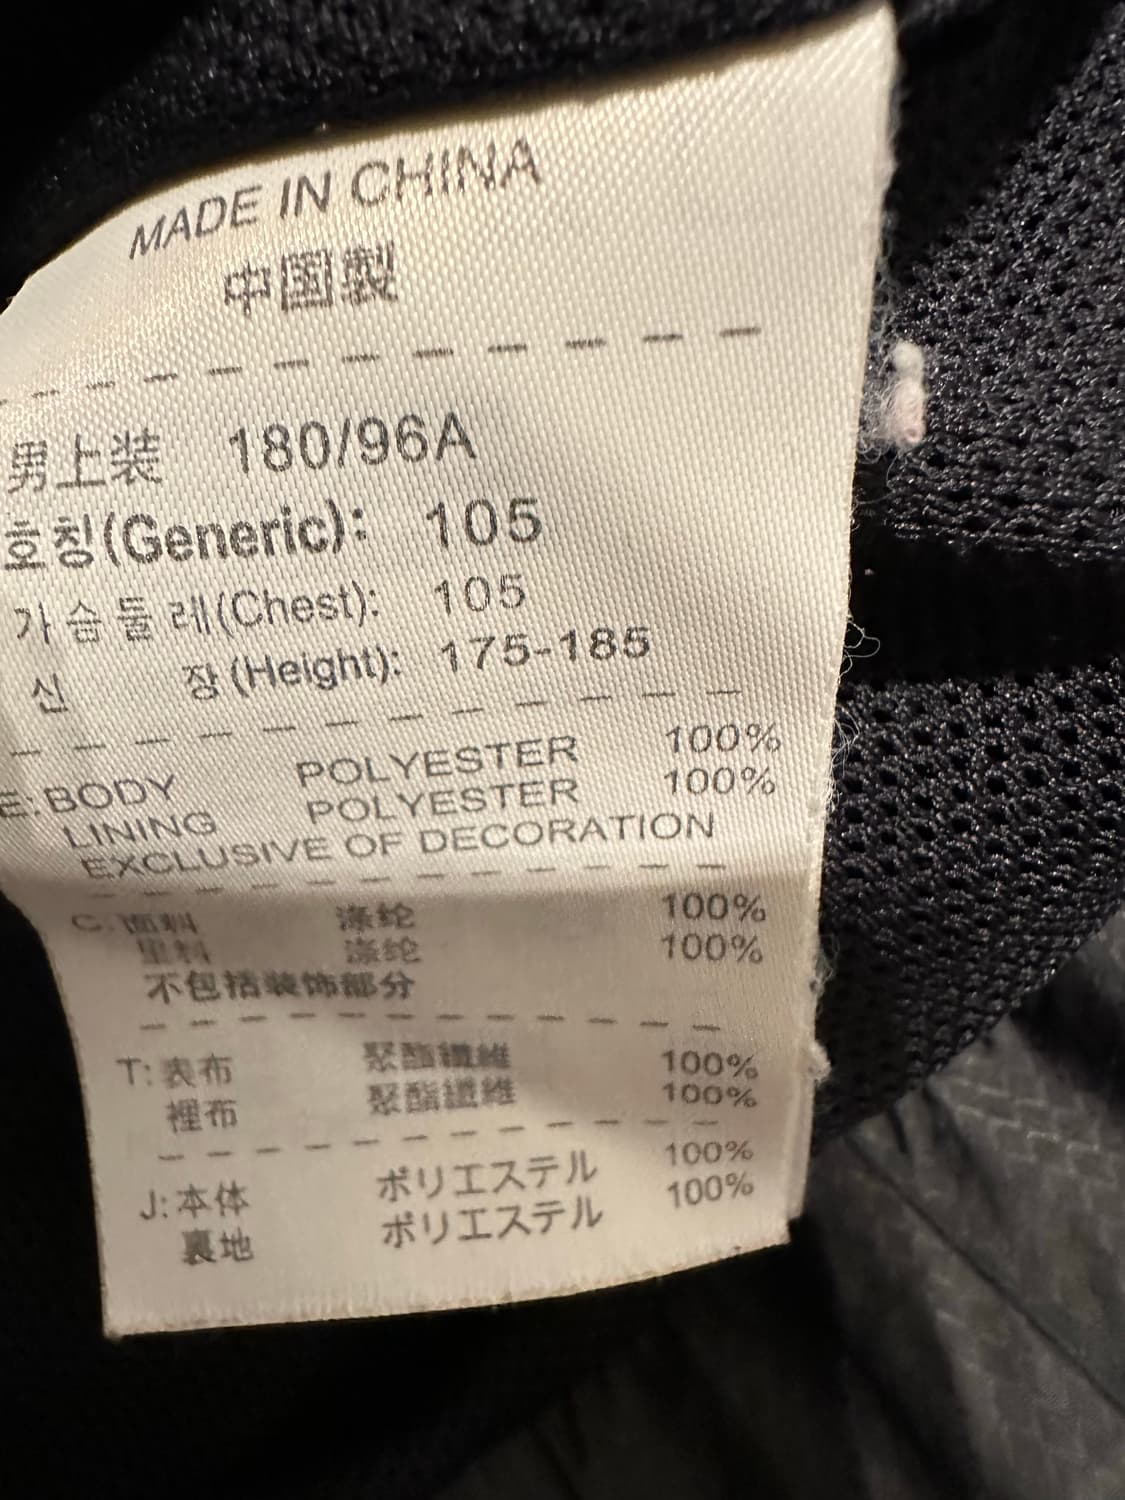 MADE IN CHINA
中国製
男上装 180/96A
호칭(Generic): 105
가슴둘레(Chest): 105
신 장(Height): 175-185
E: BODY POLYESTER 100%
LINING POLYESTER 100%
EXCLUSIVE OF DECORATION
C: 面料 涤纶 100%
里料 涤纶 100%
不包括装饰部分
T: 表布 聚酯纖維 100%
裡布 聚酯纖維 100%
J: 本体 ポリエステル 100%
裏地 ポリエステル 100%